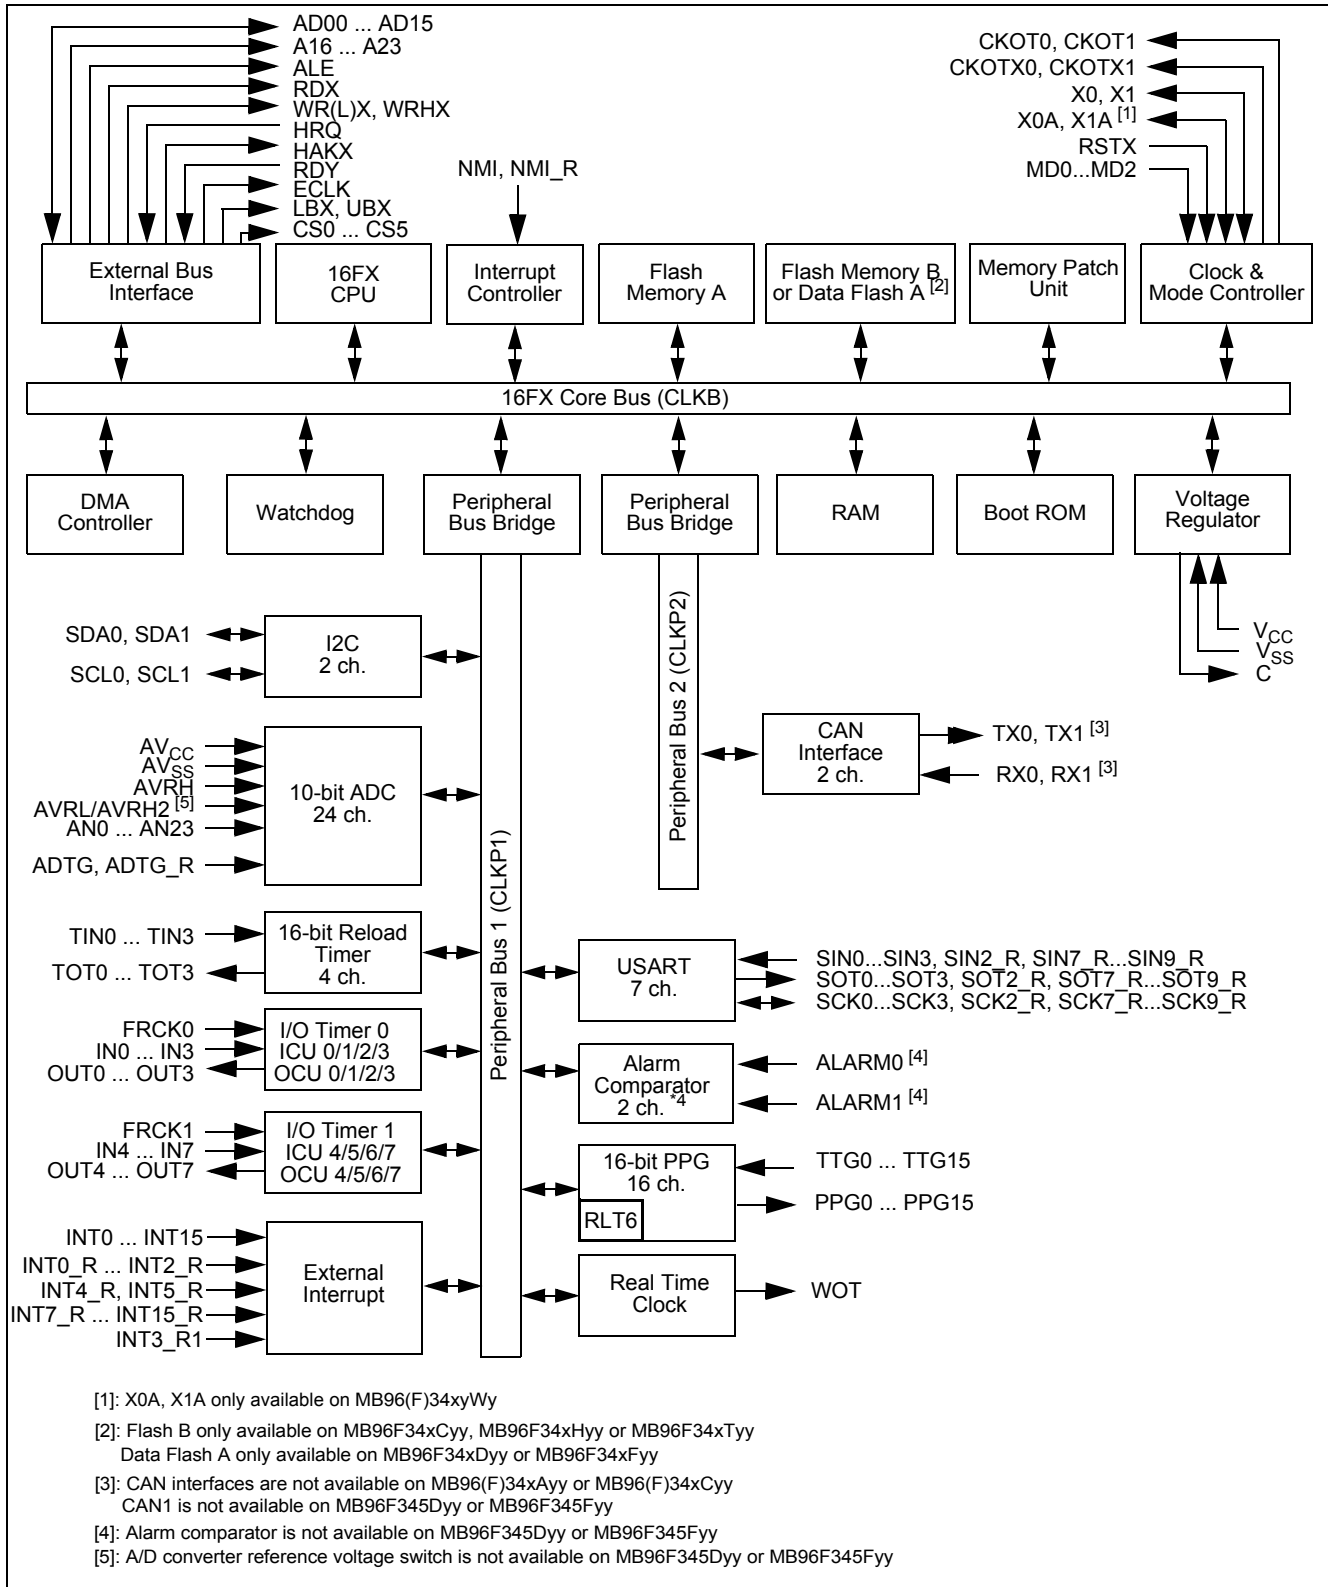 AD00 ... AD15
A16 ... A23
ALE
RDX
WR(L)X, WRHX
HRQ
HAKX
RDY
ECLK
LBX, UBX
CS0 ... CS5
NMI, NMI_R
CKOT0, CKOT1
CKOTX0, CKOTX1
X0, X1
X0A, X1A [1]
RSTX
MD0...MD2
External Bus
Interface
16FX
CPU
Interrupt
Controller
Flash
Memory A
Flash Memory B
or Data Flash A [2]
Memory Patch
Unit
Clock &
Mode Controller
16FX Core Bus (CLKB)
DMA
Controller
Watchdog
Peripheral
Bus Bridge
Peripheral
Bus Bridge
RAM
Boot ROM
Voltage
Regulator
VCC
VSS
C
Peripheral Bus 1 (CLKP1)
Peripheral Bus 2 (CLKP2)
SDA0, SDA1
SCL0, SCL1
I2C
2 ch.
AVCC
AVSS
AVRH
AVRL/AVRH2 [5]
AN0 ... AN23
ADTG, ADTG_R
10-bit ADC
24 ch.
TIN0 ... TIN3
TOT0 ... TOT3
16-bit Reload
Timer
4 ch.
FRCK0
IN0 ... IN3
OUT0 ... OUT3
I/O Timer 0
ICU 0/1/2/3
OCU 0/1/2/3
FRCK1
IN4 ... IN7
OUT4 ... OUT7
I/O Timer 1
ICU 4/5/6/7
OCU 4/5/6/7
INT0 ... INT15
INT0_R ... INT2_R
INT4_R, INT5_R
INT7_R ... INT15_R
INT3_R1
External
Interrupt
CAN
Interface
2 ch.
TX0, TX1 [3]
RX0, RX1 [3]
USART
7 ch.
SIN0...SIN3, SIN2_R, SIN7_R...SIN9_R
SOT0...SOT3, SOT2_R, SOT7_R...SOT9_R
SCK0...SCK3, SCK2_R, SCK7_R...SCK9_R
Alarm
Comparator
2 ch. *4
ALARM0 [4]
ALARM1 [4]
16-bit PPG
16 ch.
RLT6
TTG0 ... TTG15
PPG0 ... PPG15
Real Time
Clock
WOT
[1]: X0A, X1A only available on MB96(F)34xyWy
[2]: Flash B only available on MB96F34xCyy, MB96F34xHyy or MB96F34xTyy
Data Flash A only available on MB96F34xDyy or MB96F34xFyy
[3]: CAN interfaces are not available on MB96(F)34xAyy or MB96(F)34xCyy
CAN1 is not available on MB96F345Dyy or MB96F345Fyy
[4]: Alarm comparator is not available on MB96F345Dyy or MB96F345Fyy
[5]: A/D converter reference voltage switch is not available on MB96F345Dyy or MB96F345Fyy